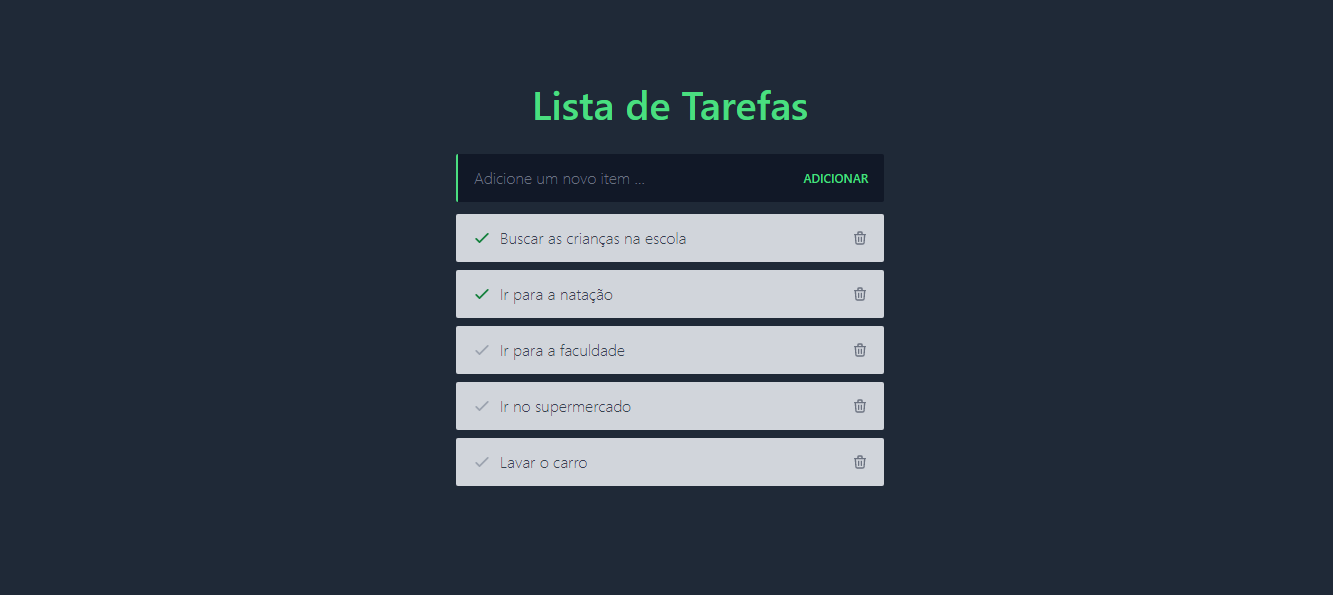 Lista de Tarefas
Adicione um novo item ...
ADICIONAR
Buscar as crianças na escola
Ir para a natação
Ir para a faculdade
Ir no supermercado
Lavar o carro